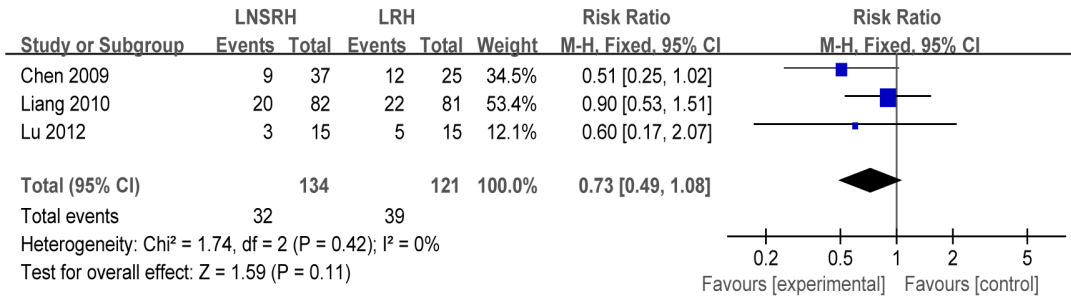 LNSRH LRH Risk Ratio Risk Ratio
Study or Subgroup Events Total Events Total Weight M-H, Fixed, 95% CI M-H, Fixed, 95% CI
Chen 2009 9 37 12 25 34.5% 0.51 [0.25, 1.02]
Liang 2010 20 82 22 81 53.4% 0.90 [0.53, 1.51]
Lu 2012 3 15 5 15 12.1% 0.60 [0.17, 2.07]
Total (95% CI) 134 121 100.0% 0.73 [0.49, 1.08]
Total events 32 39
Heterogeneity: Chi² = 1.74, df = 2 (P = 0.42); I² = 0%
Test for overall effect: Z = 1.59 (P = 0.11)
0.2 0.5 1 2 5
Favours [experimental] Favours [control]